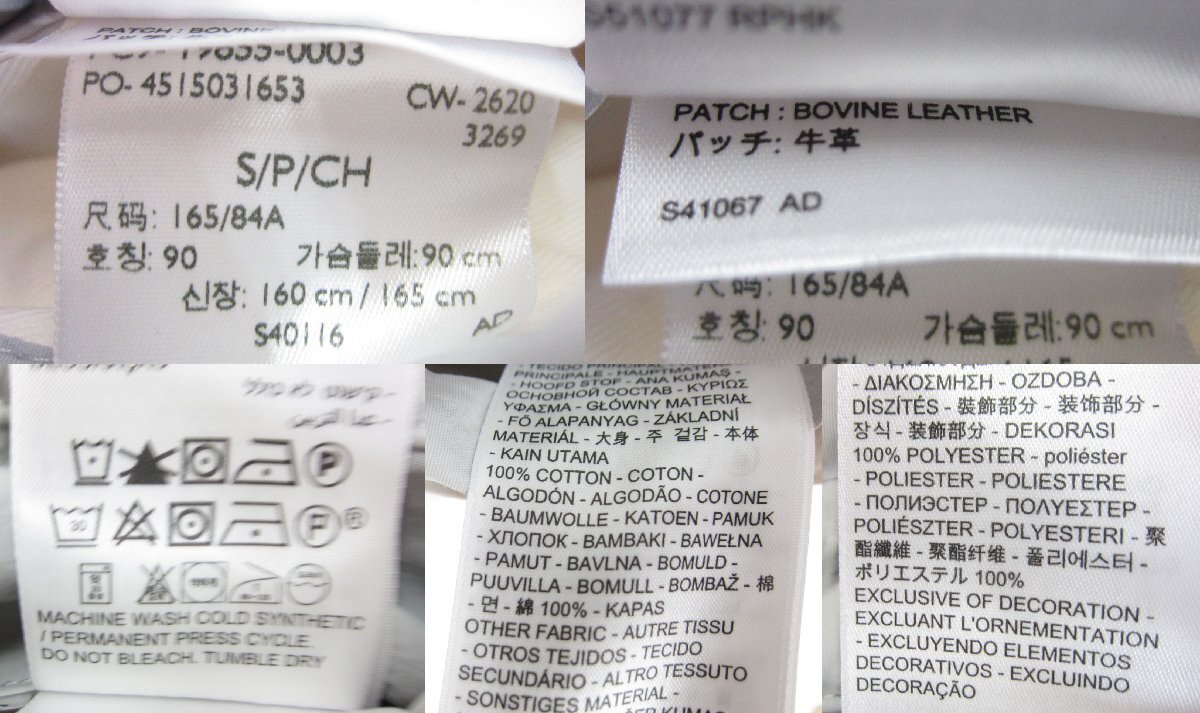 PATCH : BOVINE
-0003
PO- 4515031653
CW- 2620
3269
S/P/CH
尺码: 165/84A
호칭: 90 가슴둘레:90 cm
신장: 160 cm / 165 cm
S40116
AD
S51077 RPHK
PATCH : BOVINE LEATHER
パッチ: 牛革
S41067 AD
尺码: 165/84A
호칭: 90 가슴둘레:90 cm
P
30
F
MACHINE WASH COLD SYNTHETIC
/ PERMANENT PRESS CYCLE.
DO NOT BLEACH. TUMBLE DRY
- TECIDO PRINCIPAL
PRINCIPALE - HAUPTMATERIAL
- HOOFD STOF - ANA KUMAŞ -
ОСНОВНОЙ СОСТАВ - ΚΥΡΙΩΣ
ΥΦΑΣΜΑ - GŁÓWNY MATERIAŁ
- FŐ ALAPANYAG - ZÁKLADNÍ
MATERIÁL - 大身 - 주 겉감 - 本体
- KAIN UTAMA
100% COTTON - COTON -
ALGODÓN - ALGODÃO - COTONE
- BAUMWOLLE - KATOEN - PAMUK
- ХЛОПОК - ΒΑΜΒΑΚΙ - BAWEŁNA
- PAMUT - BAVLNA - BOMULD -
PUUVILLA - BOMULL - BOMBAŽ - 棉
- 면 - 綿 100% - KAPAS
OTHER FABRIC - AUTRE TISSU
- OTROS TEJIDOS - TECIDO
SECUNDÁRIO - ALTRO TESSUTO
- SONSTIGES MATERIAL -
- ΔΙΑΚΟΣΜΗΣΗ - OZDOBA -
DÍSZÍTÉS - 裝飾部分 - 装饰部分 -
장식 - 装飾部分 - DEKORASI
100% POLYESTER - poliéster
- POLIESTER - POLIESTERE
- ПОЛИЭСТЕР - ΠΟΛΥΕΣΤΕΡ -
POLIÉSZTER - POLYESTERI - 聚
酯纖維 - 聚酯纤维 - 폴리에스터 -
ポリエステル 100%
EXCLUSIVE OF DECORATION -
EXCLUANT L'ORNEMENTATION
- EXCLUYENDO ELEMENTOS
DECORATIVOS - EXCLUINDO
DECORAÇÃO